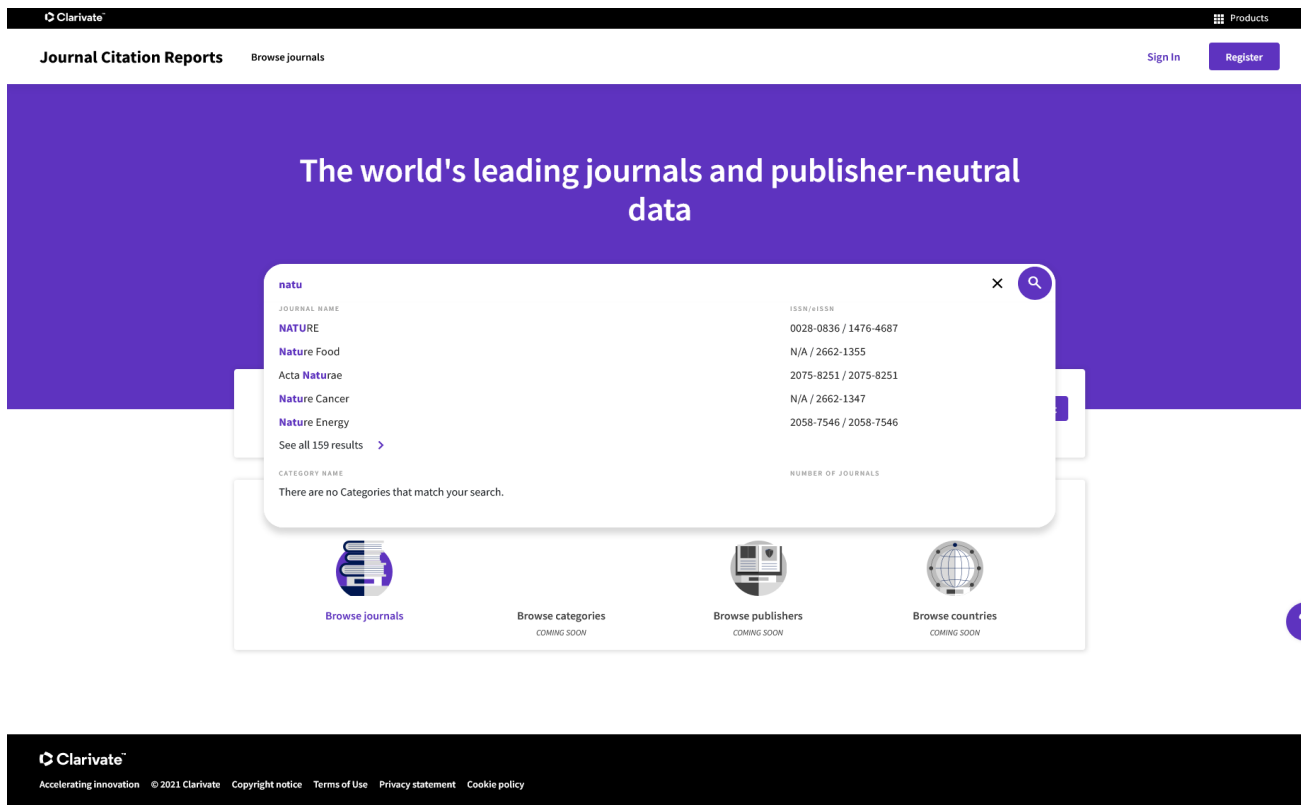 Clarivate™
Products
Journal Citation Reports Browse journals Sign In Register
The world's leading journals and publisher-neutral
data
natu
JOURNAL NAME ISSN/eISSN
NATURE 0028-0836 / 1476-4687
Nature Food N/A / 2662-1355
Acta Naturae 2075-8251 / 2075-8251
Nature Cancer N/A / 2662-1347
Nature Energy 2058-7546 / 2058-7546
See all 159 results
CATEGORY NAME NUMBER OF JOURNALS
There are no Categories that match your search.
Browse journals Browse categories Browse publishers Browse countries
COMING SOON COMING SOON COMING SOON
Clarivate™
Accelerating innovation © 2021 Clarivate Copyright notice Terms of Use Privacy statement Cookie policy